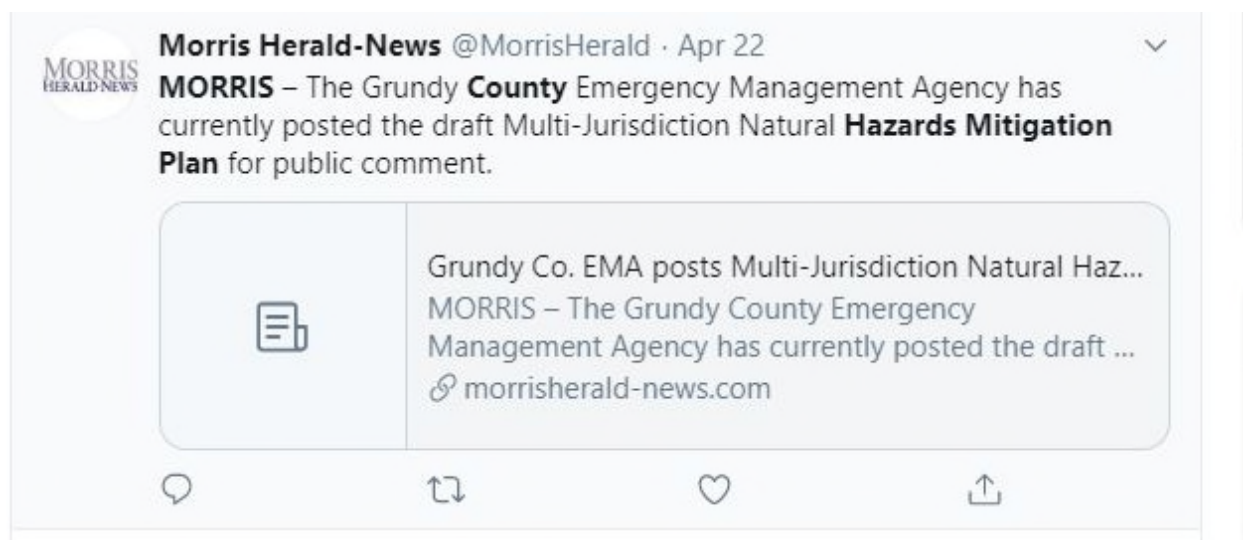 MORRIS
HERALD-NEWS
Morris Herald-News @MorrisHerald · Apr 22
MORRIS – The Grundy County Emergency Management Agency has
currently posted the draft Multi-Jurisdiction Natural Hazards Mitigation
Plan for public comment.
Grundy Co. EMA posts Multi-Jurisdiction Natural Haz...
MORRIS – The Grundy County Emergency
Management Agency has currently posted the draft ...
morrisherald-news.com